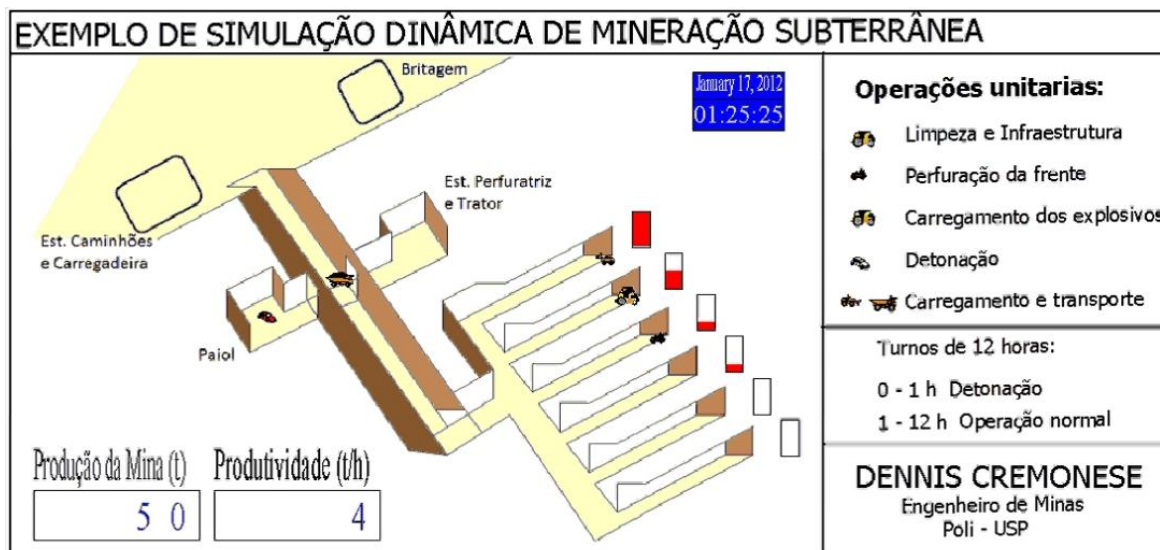 EXEMPLO DE SIMULAÇÃO DINÂMICA DE MINERAÇÃO SUBTERRÂNEA
Britagem
January 17, 2012
01:25:25
Est. Perfuratriz
e Trator
Est. Caminhões
e Carregadeira
Paiol
Produção da Mina (t)
5 0
Produtividade (t/h)
4
Operações unitarias:
Limpeza e Infraestrutura
Perfuração da frente
Carregamento dos explosivos
Detonação
Carregamento e transporte
Turnos de 12 horas:
0 - 1 h Detonação
1 - 12 h Operação normal
DENNIS CREMONESE
Engenheiro de Minas
Poli - USP